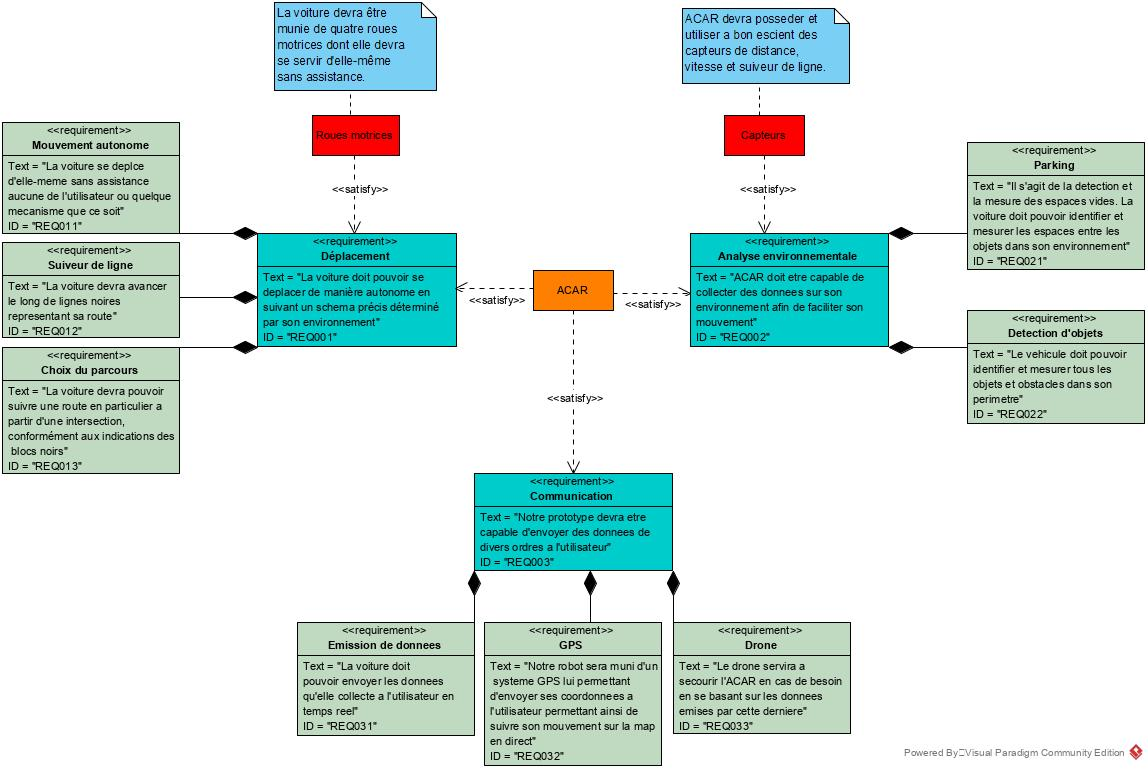 La voiture devra être
munie de quatre roues
motrices dont elle devra
se servir d'elle-même
sans assistance.
ACAR devra posseder et
utiliser a bon escient des
capteurs de distance,
vitesse et suiveur de ligne.
Roues motrices
Capteurs
<<satisfy>>
<<satisfy>>
<<requirement>>
Mouvement autonome
Text = "La voiture se deplce
d'elle-meme sans assistance
aucune de l'utilisateur ou quelque
mecanisme que ce soit"
ID = "REQ011"
<<requirement>>
Suiveur de ligne
Text = "La voiture devra avancer
le long de lignes noires
representant sa route"
ID = "REQ012"
<<requirement>>
Choix du parcours
Text = "La voiture devra pouvoir
suivre une route en particulier a
partir d'une intersection,
conformément aux indications des
blocs noirs"
ID = "REQ013"
<<requirement>>
Déplacement
Text = "La voiture doit pouvoir se
deplacer de manière autonome en
suivant un schema précis déterminé
par son environnement"
ID = "REQ001"
<<satisfy>>
ACAR
<<satisfy>>
<<satisfy>>
<<requirement>>
Analyse environnementale
Text = "ACAR doit etre capable de
collecter des donnees sur son
environement afin de faciliter son
mouvement"
ID = "REQ002"
<<requirement>>
Parking
Text = "Il s'agit de la detection et
la mesure des espaces vides. La
voiture doit pouvoir identifier et
mesurer les espaces entre les
objets dans son environnement"
ID = "REQ021"
<<requirement>>
Detection d'objets
Text = "Le vehicule doit pouvoir
identifier et mesurer tous les
objets et obstacles dans son
perimetre"
ID = "REQ022"
<<requirement>>
Communication
Text = "Notre prototype devra etre
capable d'envoyer des donnees de
divers ordres a l'utilisateur"
ID = "REQ003"
<<requirement>>
Emission de donnees
Text = "La voiture doit
pouvoir envoyer les donnees
qu'elle collecte a l'utilisateur en
temps reel"
ID = "REQ031"
<<requirement>>
GPS
Text = "Notre robot sera muni d'un
systeme GPS lui permettant
d'envoyer ses coordonnees a
l'utilisateur permettant ainsi de
suivre son mouvement sur la map
en direct"
ID = "REQ032"
<<requirement>>
Drone
Text = "Le drone servira a
secourir l'ACAR en cas de besoin
en se basant sur les donnees
emises par cette derniere"
ID = "REQ033"
Powered By Visual Paradigm Community Edition